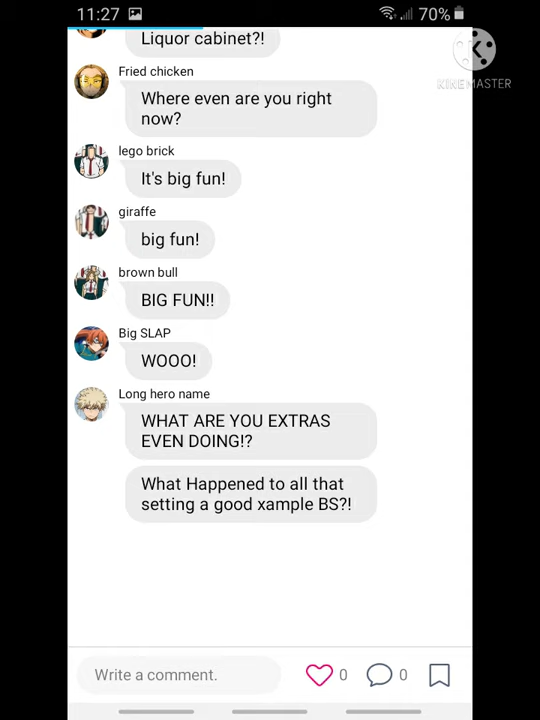 11:27
70%
KINEMASTER
Liquor cabinet?!
Fried chicken
Where even are you right
now?
lego brick
It's big fun!
giraffe
big fun!
brown bull
BIG FUN!!
Big SLAP
WOOO!
Long hero name
WHAT ARE YOU EXTRAS
EVEN DOING!?
What Happened to all that
setting a good xample BS?!
Write a comment.
0
0